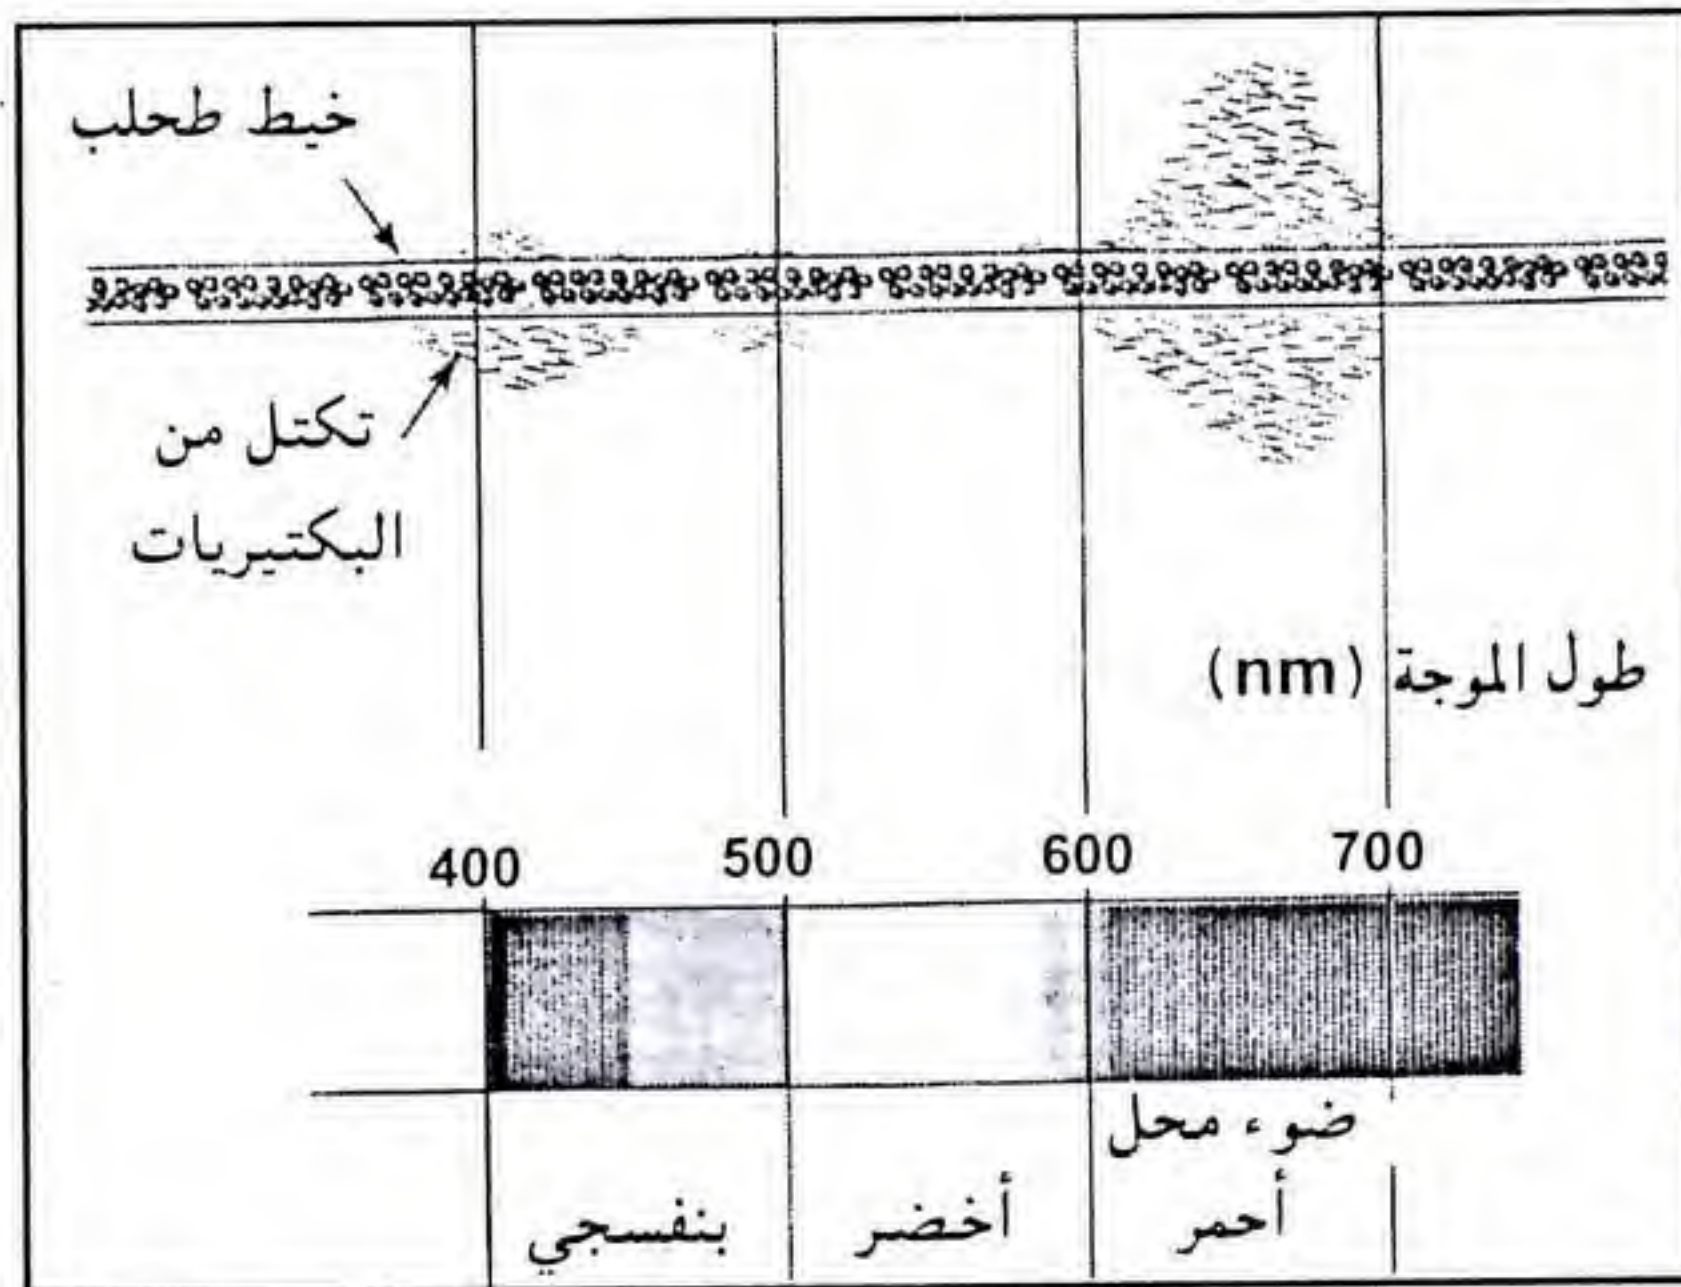 خيط طحلب
تكتل من
البكتيريات
طول الموجة (nm)
400 500 600 700
ضوء محل
بنفسجي أخضر أحمر